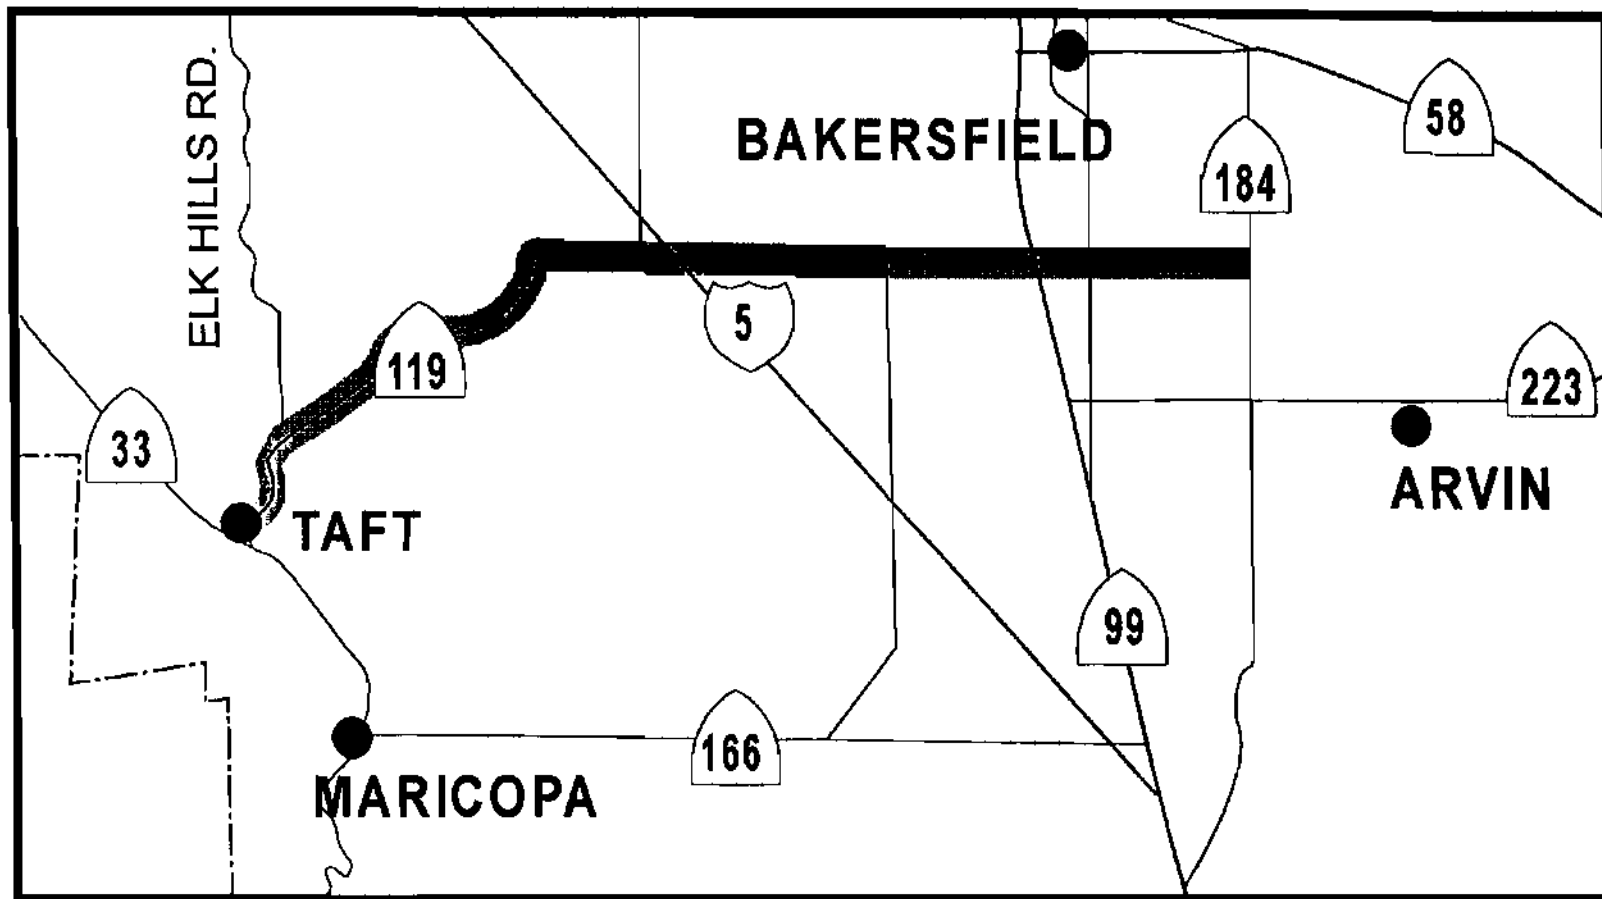 ELK HILLS RD.
BAKERSFIELD
58
184
5
119
223
33
ARVIN
TAFT
99
166
MARICOPA